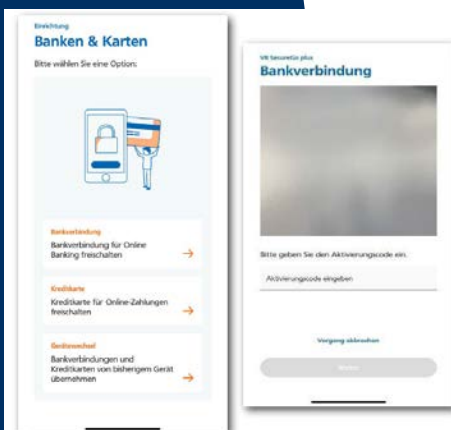 Einrichtung
Banken & Karten
Bitte wählen Sie eine Option:
Bankverbindung
Bankverbindung für Online
Banking freischalten
Kreditkarte
Kreditkarte für Online-Zahlungen
freischalten
Gerätewechsel
Bankverbindungen und
Kreditkarten von bisherigem Gerät
übernehmen
VR SecureGo plus
Bankverbindung
Bitte geben Sie den Aktivierungscode ein.
Aktivierungscode eingeben
Vorgang abbrechen
Weiter